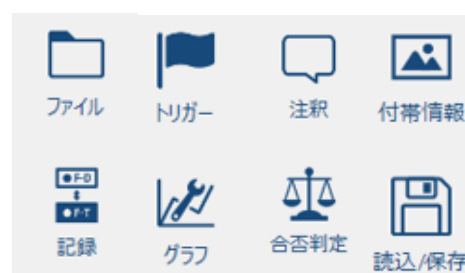 ファイル
トリガー
注釈
付帯情報
●F-D
●F-T
記録
グラフ
合否判定
読込/保存